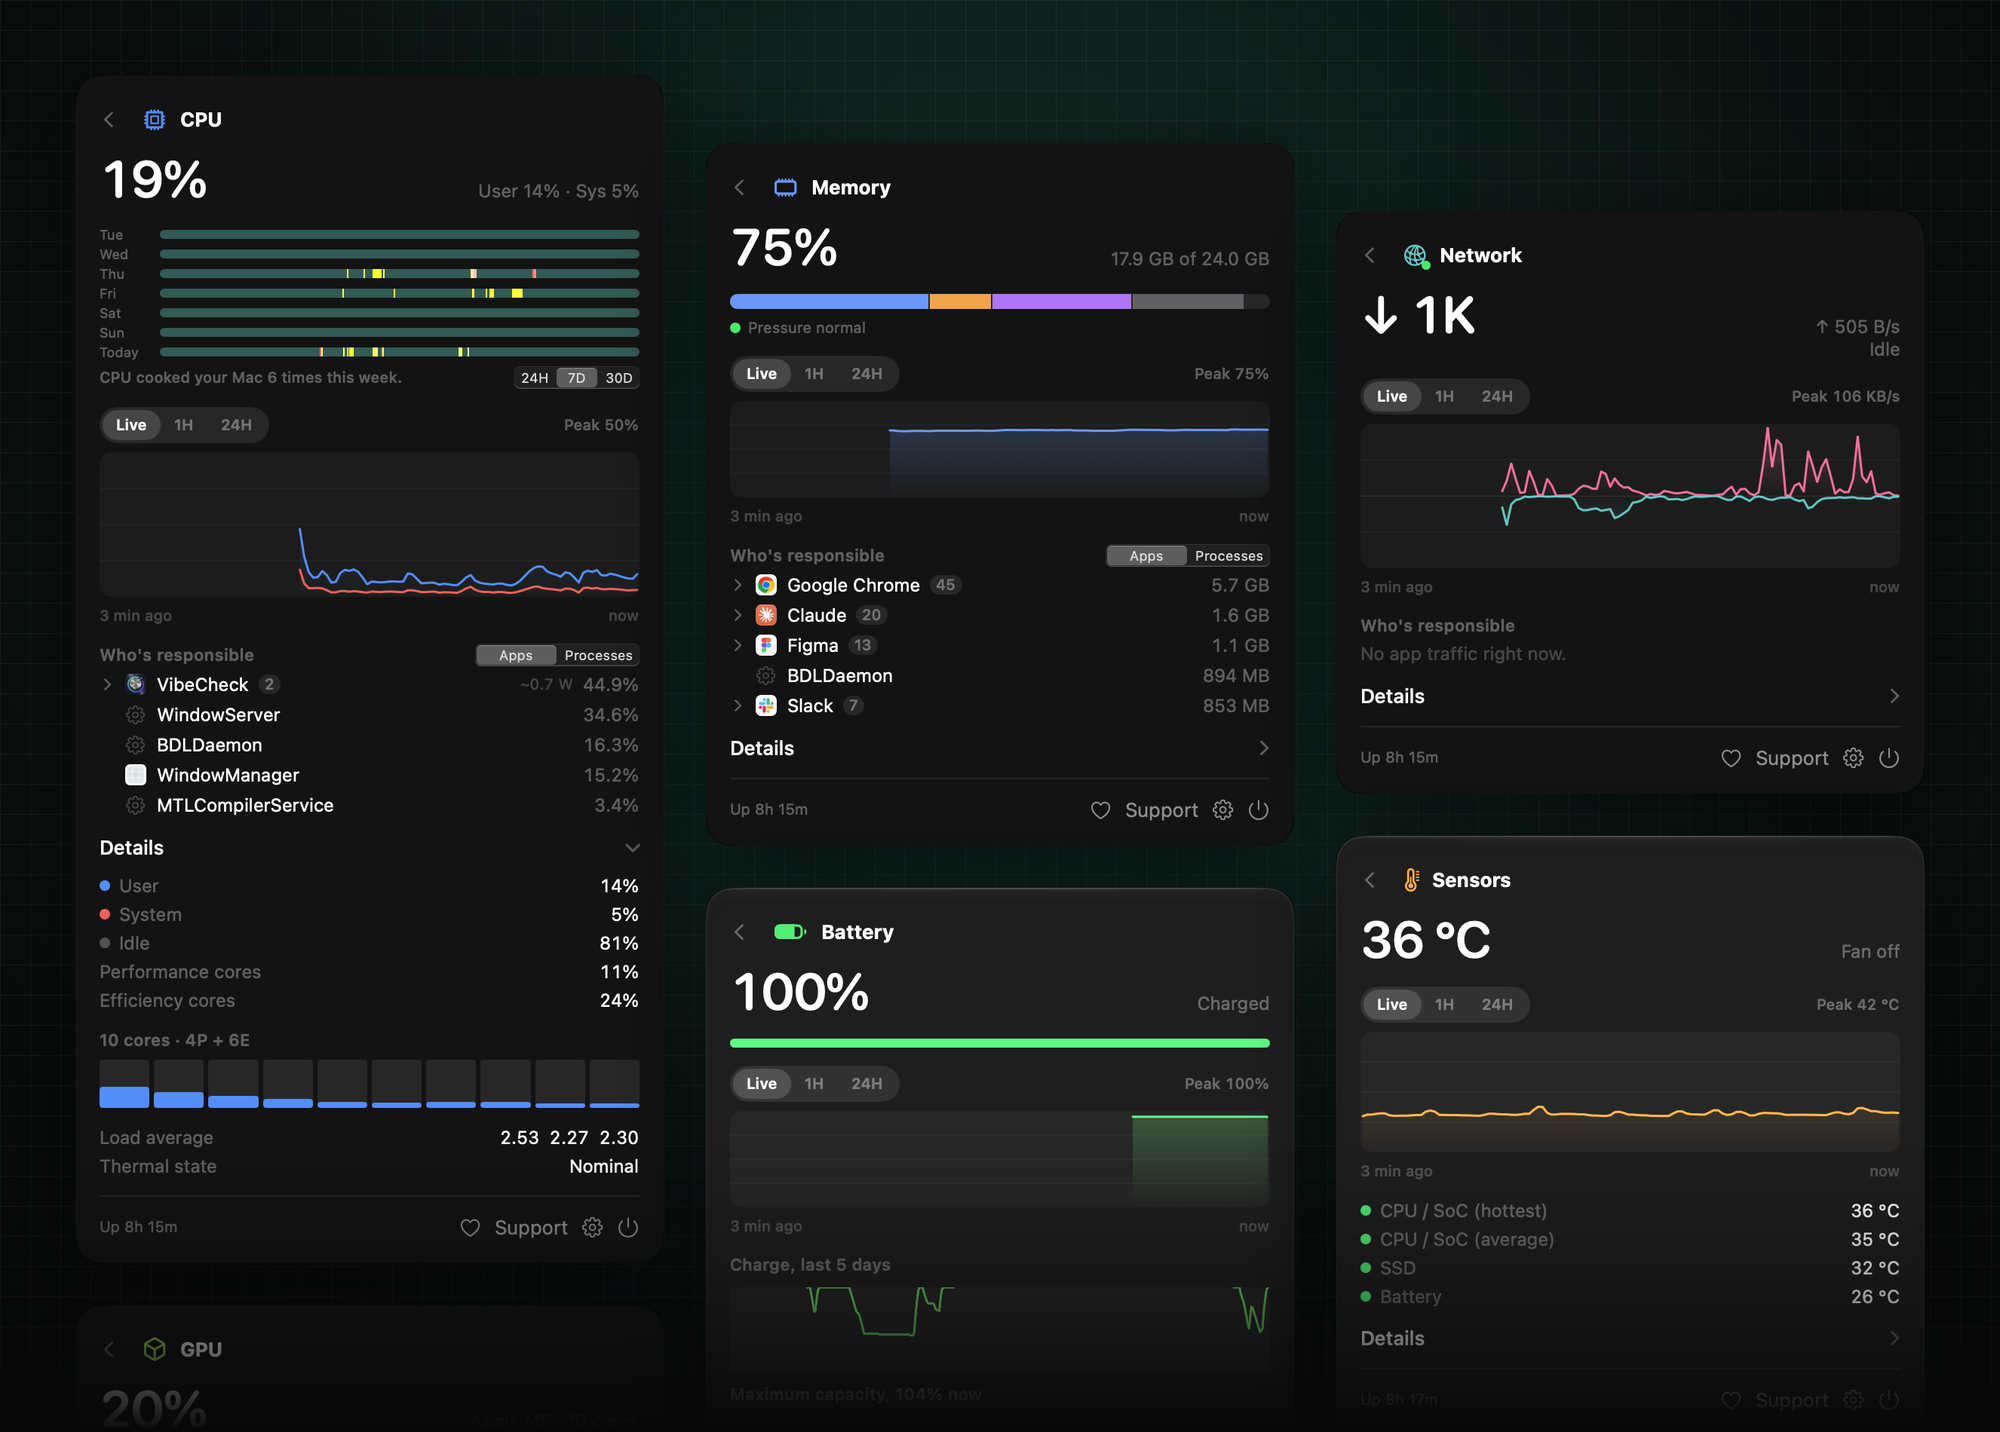 CPU
19%
User 14% · Sys 5%
Tue
Wed
Thu
Fri
Sat
Sun
Today
CPU cooked your Mac 6 times this week.
24H 7D 30D
Live 1H 24H
Peak 50%
3 min ago
now
Who's responsible
Apps Processes
VibeCheck 2 ~0.7 W 44.9%
WindowServer 34.6%
BDLDaemon 16.3%
WindowManager 15.2%
MTLCompilerService 3.4%
Details
User 14%
System 5%
Idle 81%
Performance cores 11%
Efficiency cores 24%
10 cores · 4P + 6E
Load average 2.53 2.27 2.30
Thermal state Nominal
Up 8h 15m
Support
GPU
20%
Apple M5 · 10 cores
Memory
75%
17.9 GB of 24.0 GB
Pressure normal
Live 1H 24H
Peak 75%
3 min ago
now
Who's responsible
Apps Processes
Google Chrome 45 5.7 GB
Claude 20 1.6 GB
Figma 13 1.1 GB
BDLDaemon 894 MB
Slack 7 853 MB
Details
Up 8h 15m
Support
Battery
100%
Charged
Live 1H 24H
Peak 100%
3 min ago
now
Charge, last 5 days
Maximum capacity, 104% now
Network
↓ 1K
↑ 505 B/s
Idle
Live 1H 24H
Peak 106 KB/s
3 min ago
now
Who's responsible
No app traffic right now.
Details
Up 8h 15m
Support
Sensors
36 °C
Fan off
Live 1H 24H
Peak 42 °C
3 min ago
now
CPU / SoC (hottest) 36 °C
CPU / SoC (average) 35 °C
SSD 32 °C
Battery 26 °C
Details
Up 8h 17m
Support